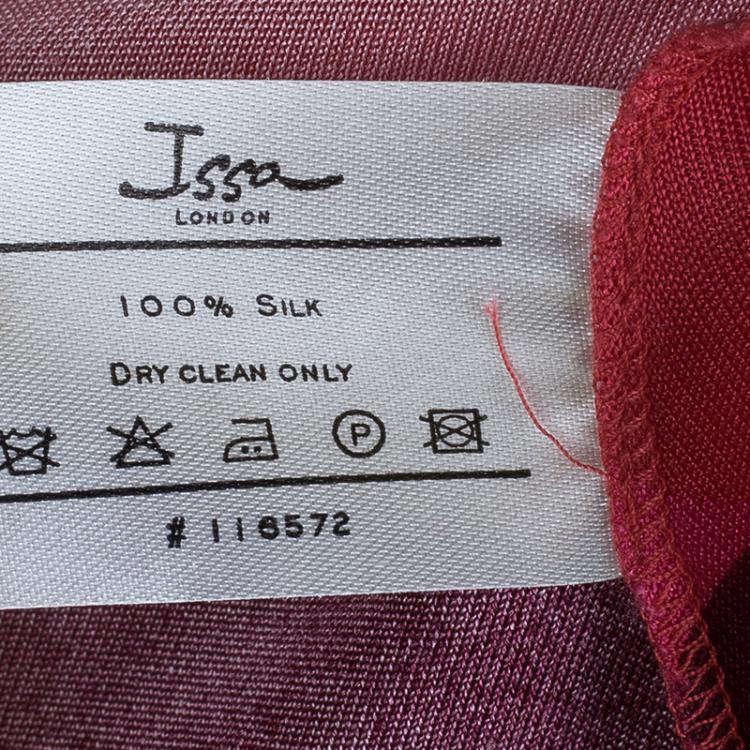 Issa
LONDON
100% SILK
DRY CLEAN ONLY
P
# 116572